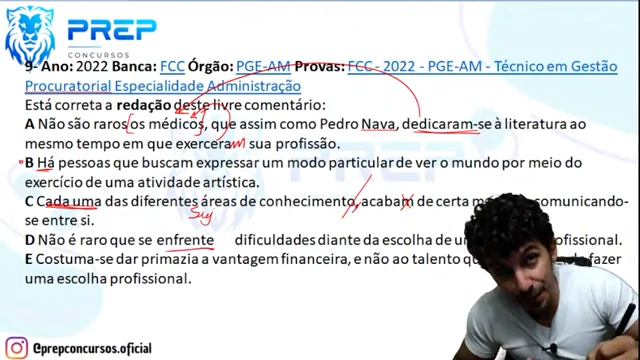 PREP
CONCURSOS
9- Ano: 2022 Banca: FCC Órgão: PGE-AM Provas: FCC - 2022 - PGE-AM - Técnico em Gestão
Procuratorial Especialidade Administração
Está correta a redação deste livre comentário:
A Não são raros os médicos, que assim como Pedro Nava, dedicaram-se à literatura ao
mesmo tempo em que exerceram sua profissão.
B Há pessoas que buscam expressar um modo particular de ver o mundo por meio do
exercício de uma atividade artística.
C Cada uma das diferentes áreas de conhecimento, acabam de certa comunicando-
se entre si.
Suj
D Não é raro que se enfrente dificuldades diante da escolha de profissional.
E Costuma-se dar primazia a vantagem financeira, e não ao talento fazer
uma escolha profissional.
@prepconcursos.oficial